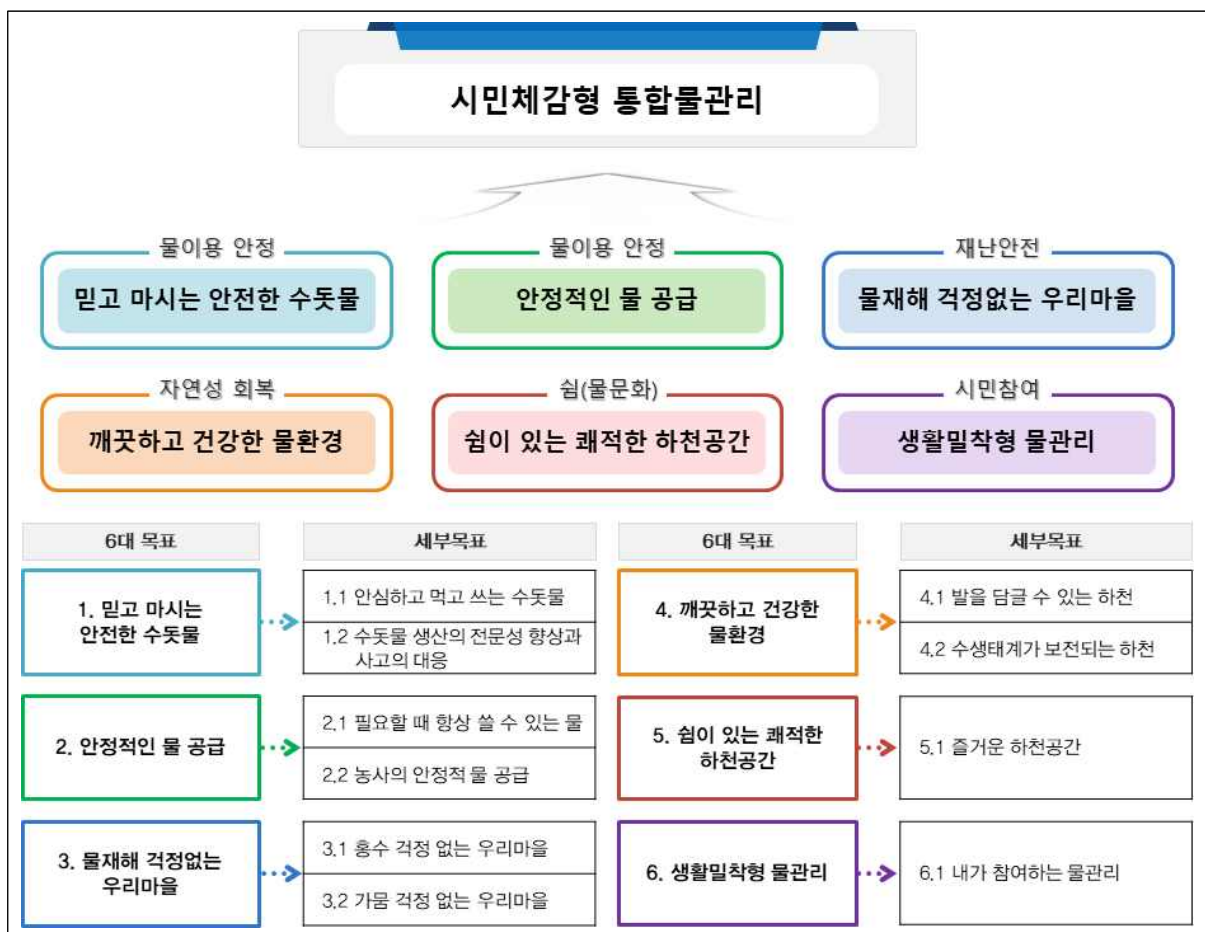 시민체감형 통합물관리
물이용 안정
믿고 마시는 안전한 수돗물
물이용 안정
안정적인 물 공급
재난안전
물재해 걱정없는 우리마을
자연성 회복
깨끗하고 건강한 물환경
쉼(물문화)
쉼이 있는 쾌적한 하천공간
시민참여
생활밀착형 물관리
6대 목표
세부목표
1. 믿고 마시는
안전한 수돗물
1.1 안심하고 먹고 쓰는 수돗물
1.2 수돗물 생산의 전문성 향상과
사고의 대응
2. 안정적인 물 공급
2.1 필요할 때 항상 쓸 수 있는 물
2.2 농사의 안정적 물 공급
3. 물재해 걱정없는
우리마을
3.1 홍수 걱정 없는 우리마을
3.2 가뭄 걱정 없는 우리마을
6대 목표
세부목표
4. 깨끗하고 건강한
물환경
4.1 발을 담글 수 있는 하천
4.2 수생태계가 보전되는 하천
5. 쉼이 있는 쾌적한
하천공간
5.1 즐거운 하천공간
6. 생활밀착형 물관리
6.1 내가 참여하는 물관리